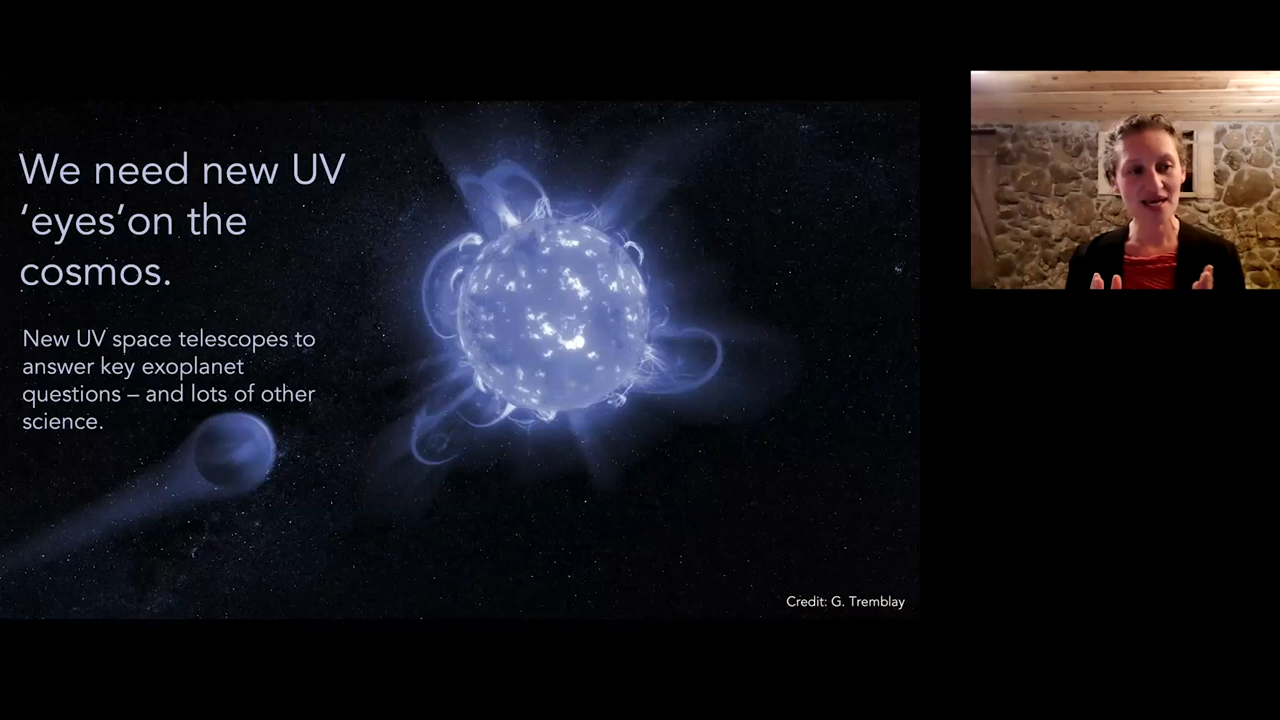 We need new UV
‘eyes’on the
cosmos.
New UV space telescopes to
answer key exoplanet
questions – and lots of other
science.
Credit: G. Tremblay